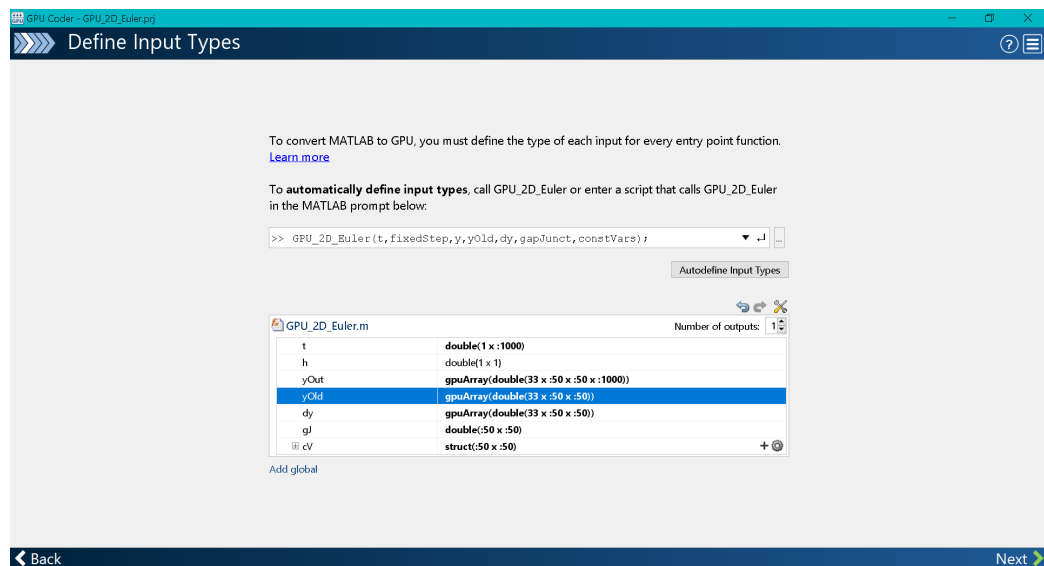 GPU Coder - GPU_2D_Euler.prj
Define Input Types
To convert MATLAB to GPU, you must define the type of each input for every entry point function.
Learn more
To automatically define input types, call GPU_2D_Euler or enter a script that calls GPU_2D_Euler
in the MATLAB prompt below:
>> GPU_2D_Euler(t,fixedStep,y,yOld,dy,gapJunct,constVars);
...
Autodefine Input Types
GPU_2D_Euler.m Number of outputs: 1
t double(1 x :1000)
h double(1 x 1)
yOut gpuArray(double(33 x :50 x :50 x :1000))
yOld gpuArray(double(33 x :50 x :50))
dy gpuArray(double(33 x :50 x :50))
gJ double(:50 x :50)
cV struct(:50 x :50)
Add global
Back Next